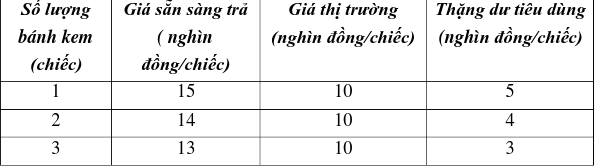 Số lượng bánh kem (chiếc) | Giá sẵn sàng trả ( nghìn đồng/chiếc) | Giá thị trường (nghìn đồng/chiếc) | Thặng dư tiêu dùng (nghìn đồng/chiếc)
1 | 15 | 10 | 5
2 | 14 | 10 | 4
3 | 13 | 10 | 3